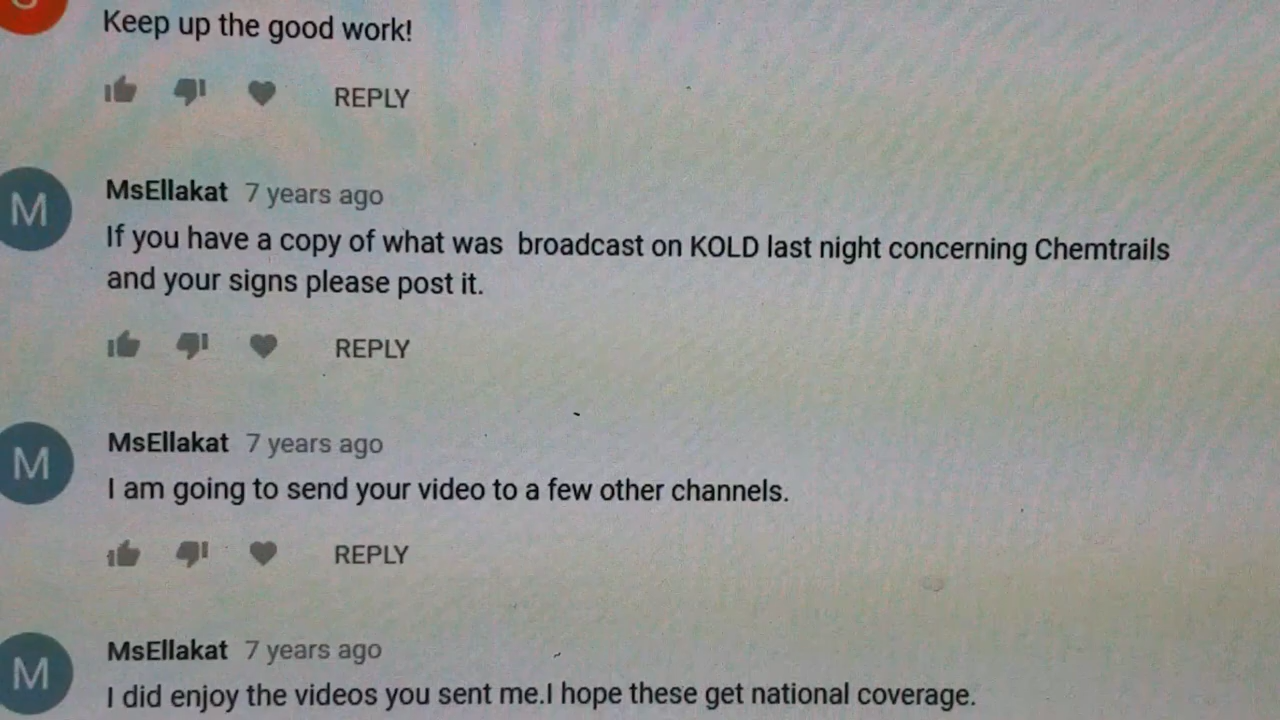 Keep up the good work!
REPLY
M
MsEllakat 7 years ago
If you have a copy of what was  broadcast on KOLD last night concerning Chemtrails
and your signs please post it.
REPLY
M
MsEllakat 7 years ago
I am going to send your video to a few other channels.
REPLY
M
MsEllakat 7 years ago
I did enjoy the videos you sent me.I hope these get national coverage.